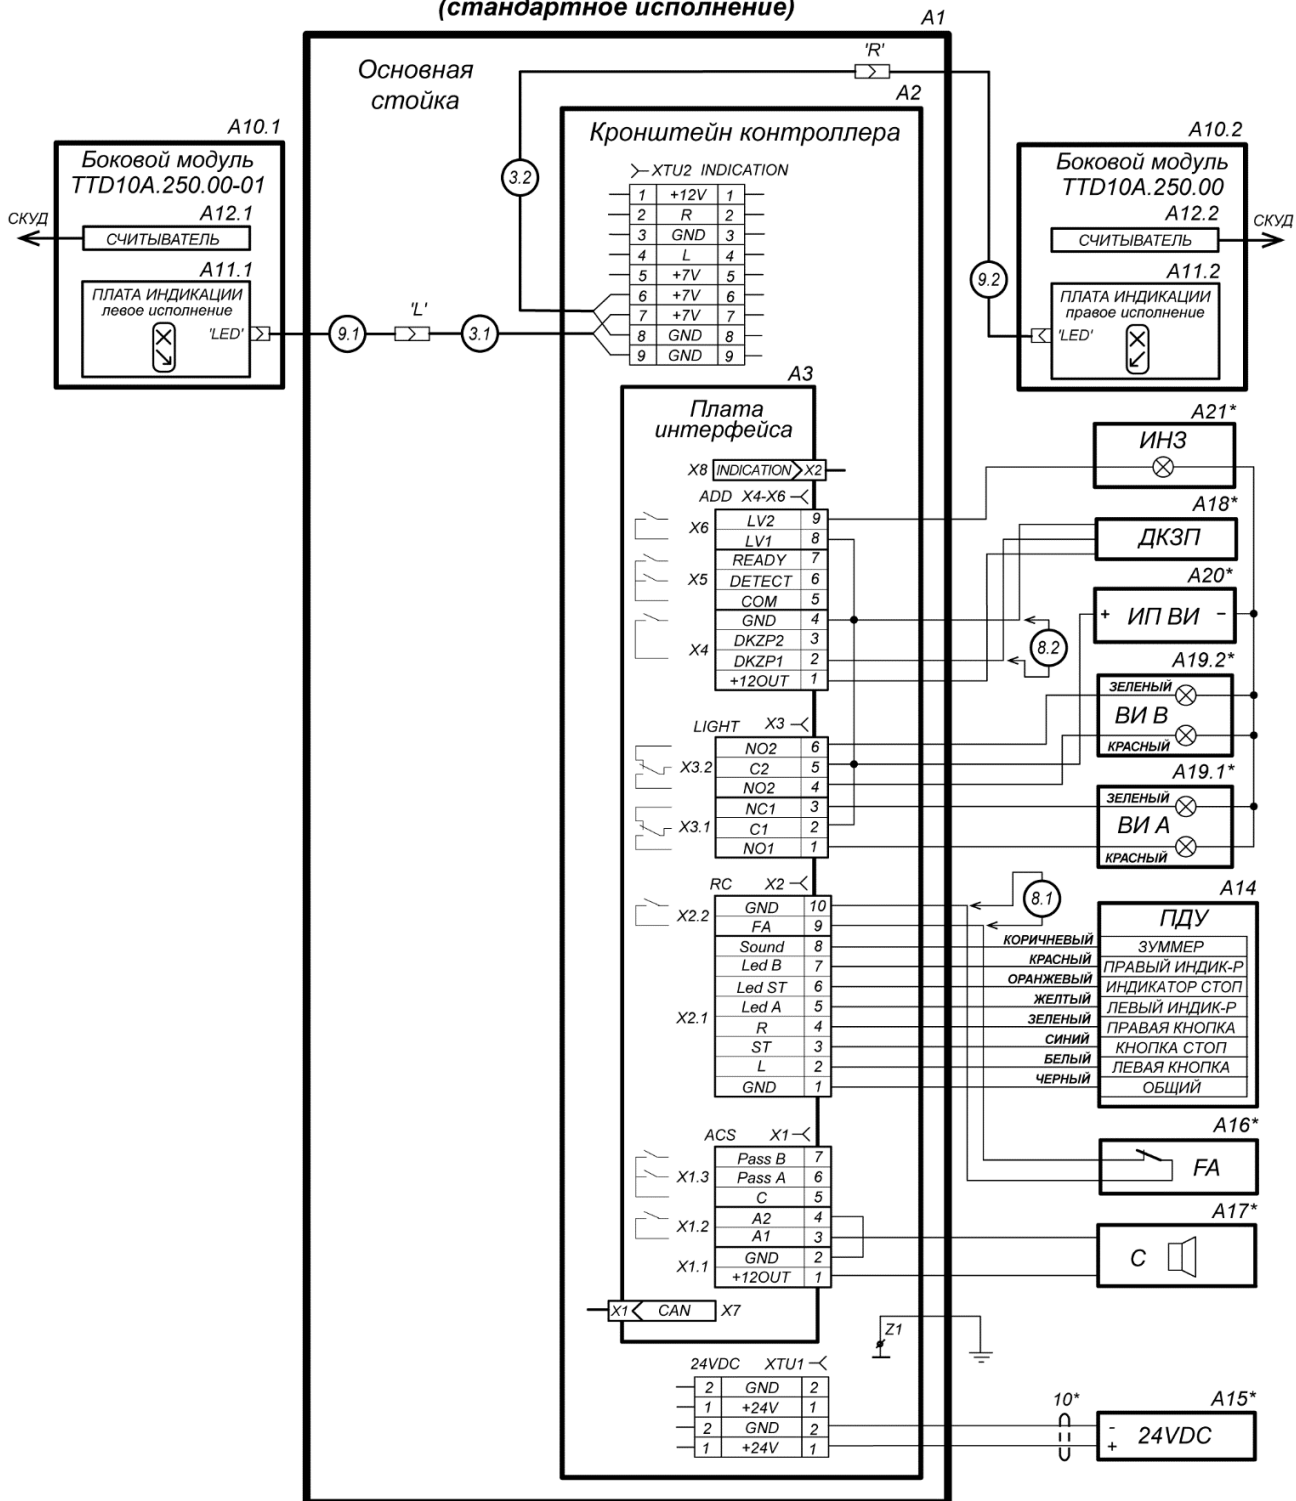 (стандартное исполнение)
A1
Основная
стойка
'R'
A2
Кронштейн контроллера
XTU2 INDICATION
1 +12V 1
2 R 2
3 GND 3
4 L 4
5 +7V 5
6 +7V 6
7 +7V 7
8 GND 8
9 GND 9
3.2
A10.1
Боковой модуль
TTD10A.250.00-01
A12.1
СКУД
СЧИТЫВАТЕЛЬ
A11.1
ПЛАТА ИНДИКАЦИИ
левое исполнение
'LED'
9.1
'L'
3.1
A10.2
Боковой модуль
TTD10A.250.00
A12.2
СКУД
СЧИТЫВАТЕЛЬ
A11.2
ПЛАТА ИНДИКАЦИИ
правое исполнение
'LED'
9.2
A3
Плата
интерфейса
X8 INDICATION X2
ADD X4-X6
X6
LV2 9
LV1 8
X5
READY 7
DETECT 6
COM 5
X4
GND 4
DKZP2 3
DKZP1 2
+12OUT 1
LIGHT X3
X3.2
NO2 6
C2 5
NO2 4
X3.1
NC1 3
C1 2
NO1 1
RC X2
X2.2
GND 10
FA 9
X2.1
Sound 8
Led B 7
Led ST 6
Led A 5
R 4
ST 3
L 2
GND 1
ACS X1
X1.3
Pass B 7
Pass A 6
C 5
X1.2
A2 4
A1 3
X1.1
GND 2
+12OUT 1
X1 CAN X7
Z1
24VDC XTU1
2 GND 2
1 +24V 1
2 GND 2
1 +24V 1
A21*
ИНЗ
A18*
ДКЗП
A20*
+ ИП ВИ -
8.2
A19.2*
ЗЕЛЕНЫЙ
ВИ В
КРАСНЫЙ
A19.1*
ЗЕЛЕНЫЙ
ВИ А
КРАСНЫЙ
8.1
A14
ПДУ
КОРИЧНЕВЫЙ ЗУММЕР
КРАСНЫЙ ПРАВЫЙ ИНДИК-Р
ОРАНЖЕВЫЙ ИНДИКАТОР СТОП
ЖЕЛТЫЙ ЛЕВЫЙ ИНДИК-Р
ЗЕЛЕНЫЙ ПРАВАЯ КНОПКА
СИНИЙ КНОПКА СТОП
БЕЛЫЙ ЛЕВАЯ КНОПКА
ЧЕРНЫЙ ОБЩИЙ
A16*
FA
A17*
C
10*
A15*
-
24VDC
+